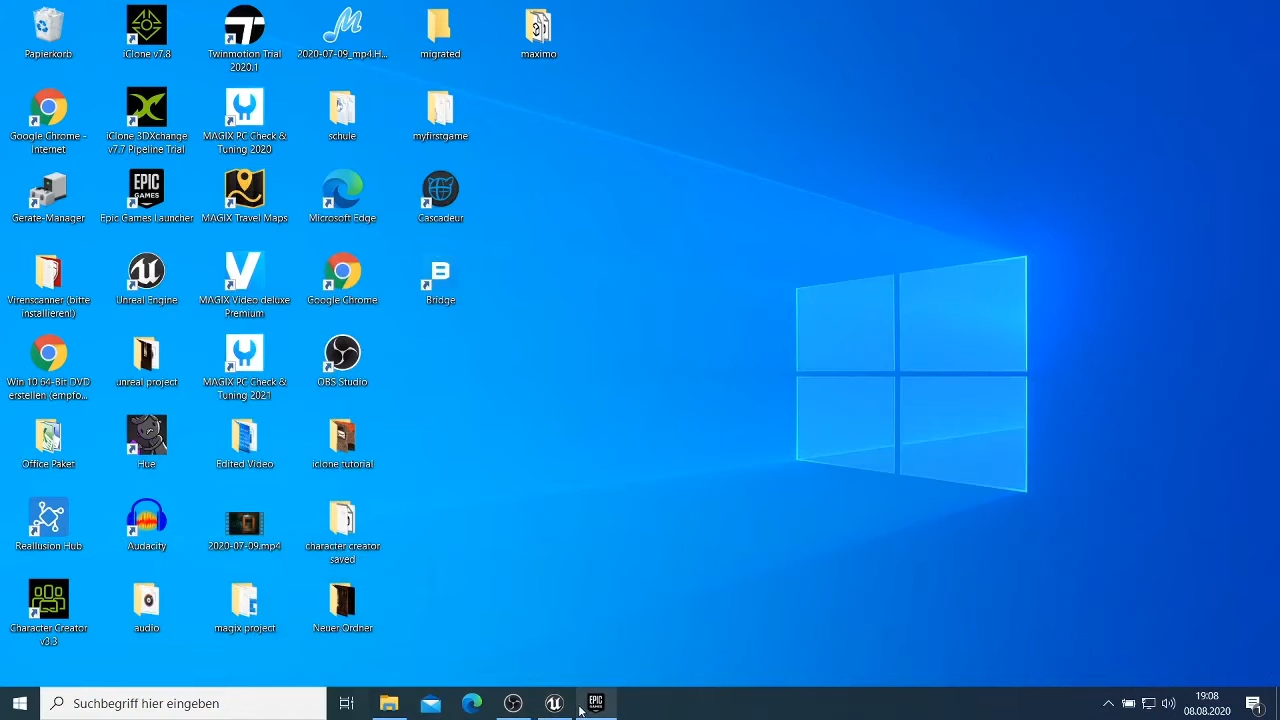 Papierkorb
iClone v7.8
Twinmotion Trial
2020.1
2020-07-09_mp4.H...
migrated
maximo
Google Chrome -
Internet
iClone 3DXchange
v7.7 Pipeline Trial
MAGIX PC Check &
Tuning 2020
schule
myfirstgame
Geräte-Manager
EPIC
GAMES
Epic Games Launcher
MAGIX Travel Maps
Microsoft Edge
Cascadeur
Virenscanner (bitte
installieren!)
Unreal Engine
MAGIX Video deluxe
Premium
Google Chrome
B
Bridge
Win 10 64-Bit DVD
erstellen (empfo...
unreal project
MAGIX PC Check &
Tuning 2021
OBS Studio
Office Paket
Hue
Edited Video
iclone tutorial
Reallusion Hub
Audacity
2020-07-09.mp4
character creator
saved
Character Creator
v3.3
audio
magix project
Neuer Ordner
Suchbegriff hier eingeben
EPIC
GAMES
19:08
08.08.2020
1